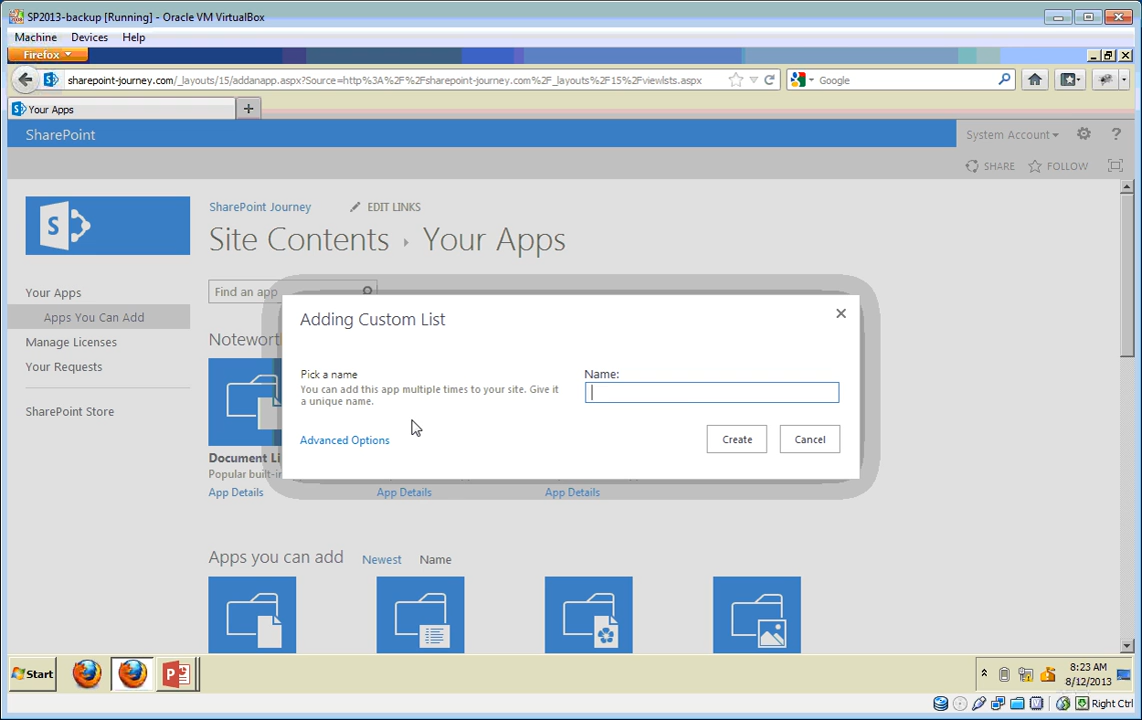 SP2013-backup [Running] - Oracle VM VirtualBox
Machine Devices Help
Firefox
sharepoint-journey.com/_layouts/15/addanapp.aspx?Source=http%3A%2F%2Fsharepoint-journey.com%2F_layouts%2F15%2Fviewlsts.aspx
Google
Your Apps
SharePoint
System Account
SHARE
FOLLOW
SharePoint Journey
EDIT LINKS
Site Contents Your Apps
Your Apps
Apps You Can Add
Manage Licenses
Your Requests
SharePoint Store
Find an app
Adding Custom List
Pick a name
You can add this app multiple times to your site. Give it
a unique name.
Name:
Advanced Options
Create
Cancel
App Details
App Details
App Details
Apps you can add
Newest
Name
Start
8:23 AM
8/12/2013
Right Ctrl